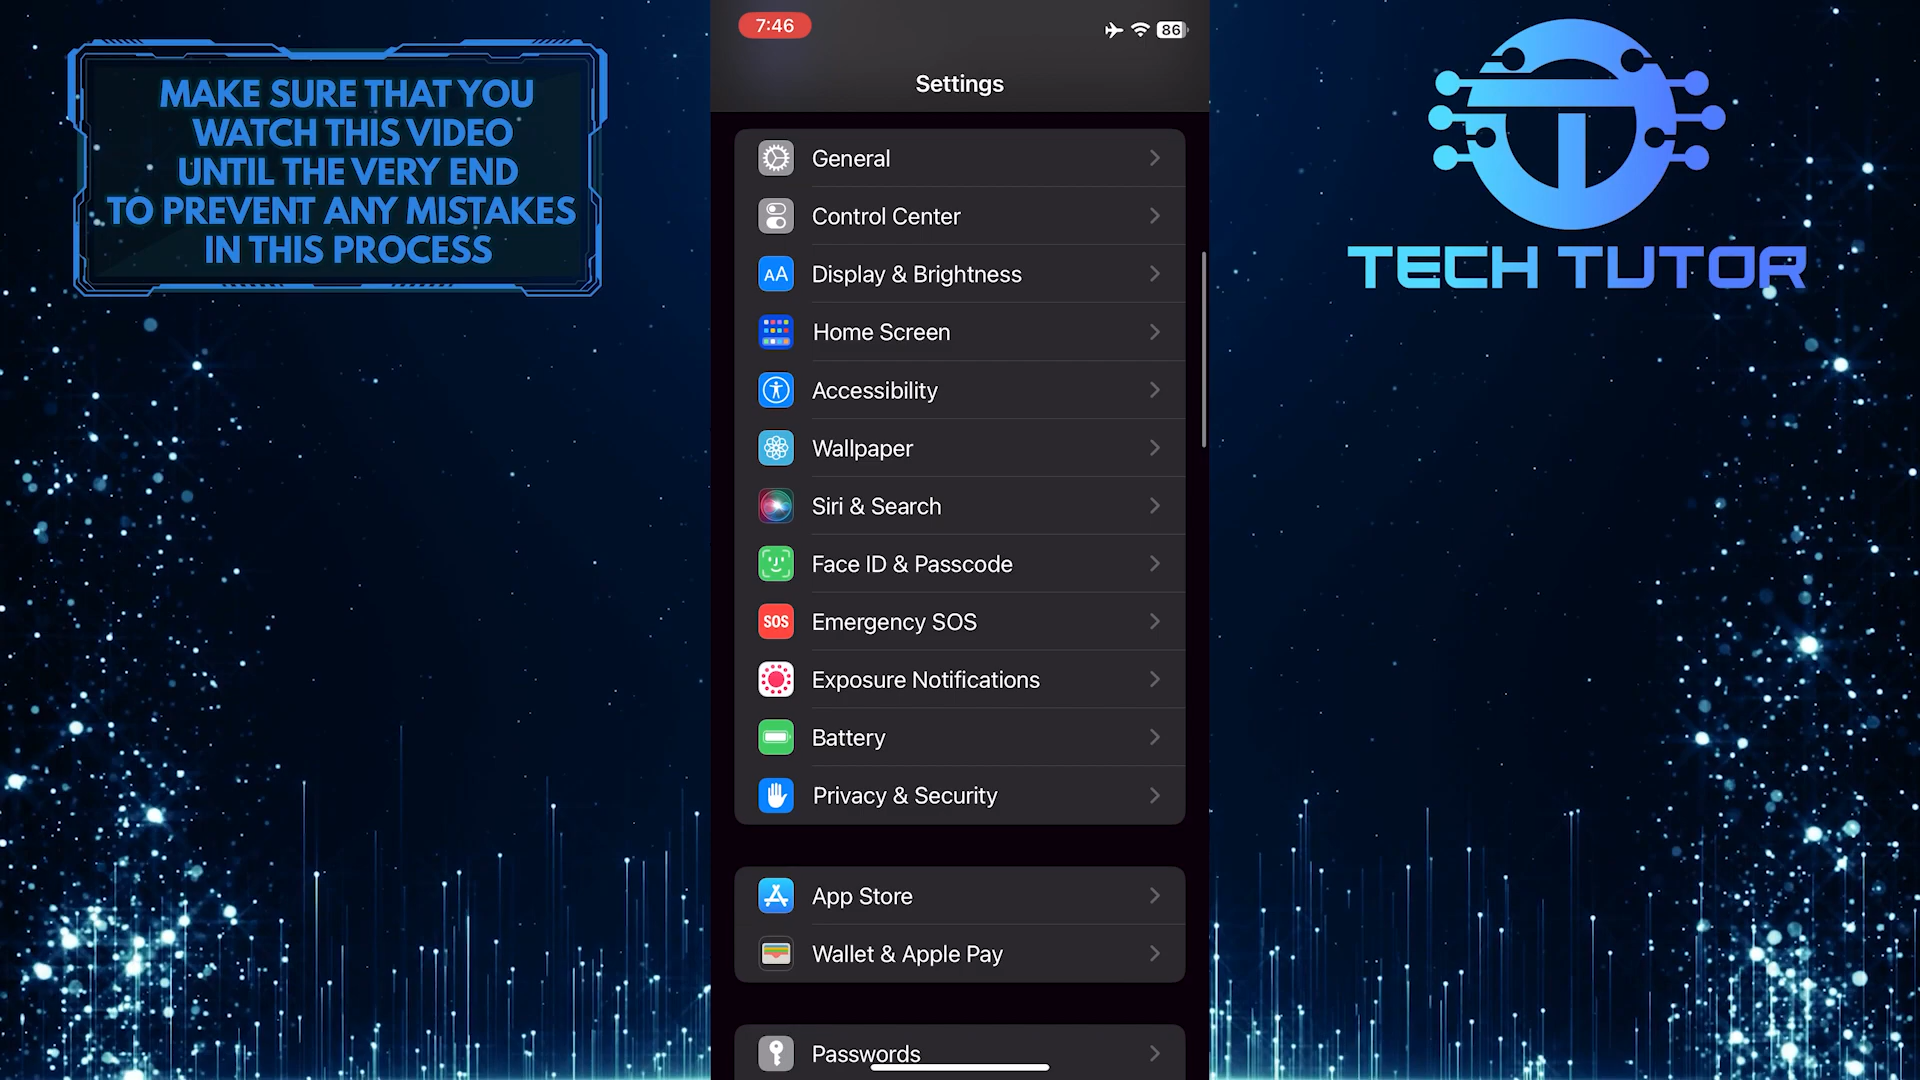 MAKE SURE THAT YOU
WATCH THIS VIDEO
UNTIL THE VERY END
TO PREVENT ANY MISTAKES
IN THIS PROCESS
7:46
86
Settings
General
Control Center
AA Display & Brightness
Home Screen
Accessibility
Wallpaper
Siri & Search
Face ID & Passcode
SOS Emergency SOS
Exposure Notifications
Battery
Privacy & Security
App Store
Wallet & Apple Pay
Passwords
TECH TUTOR